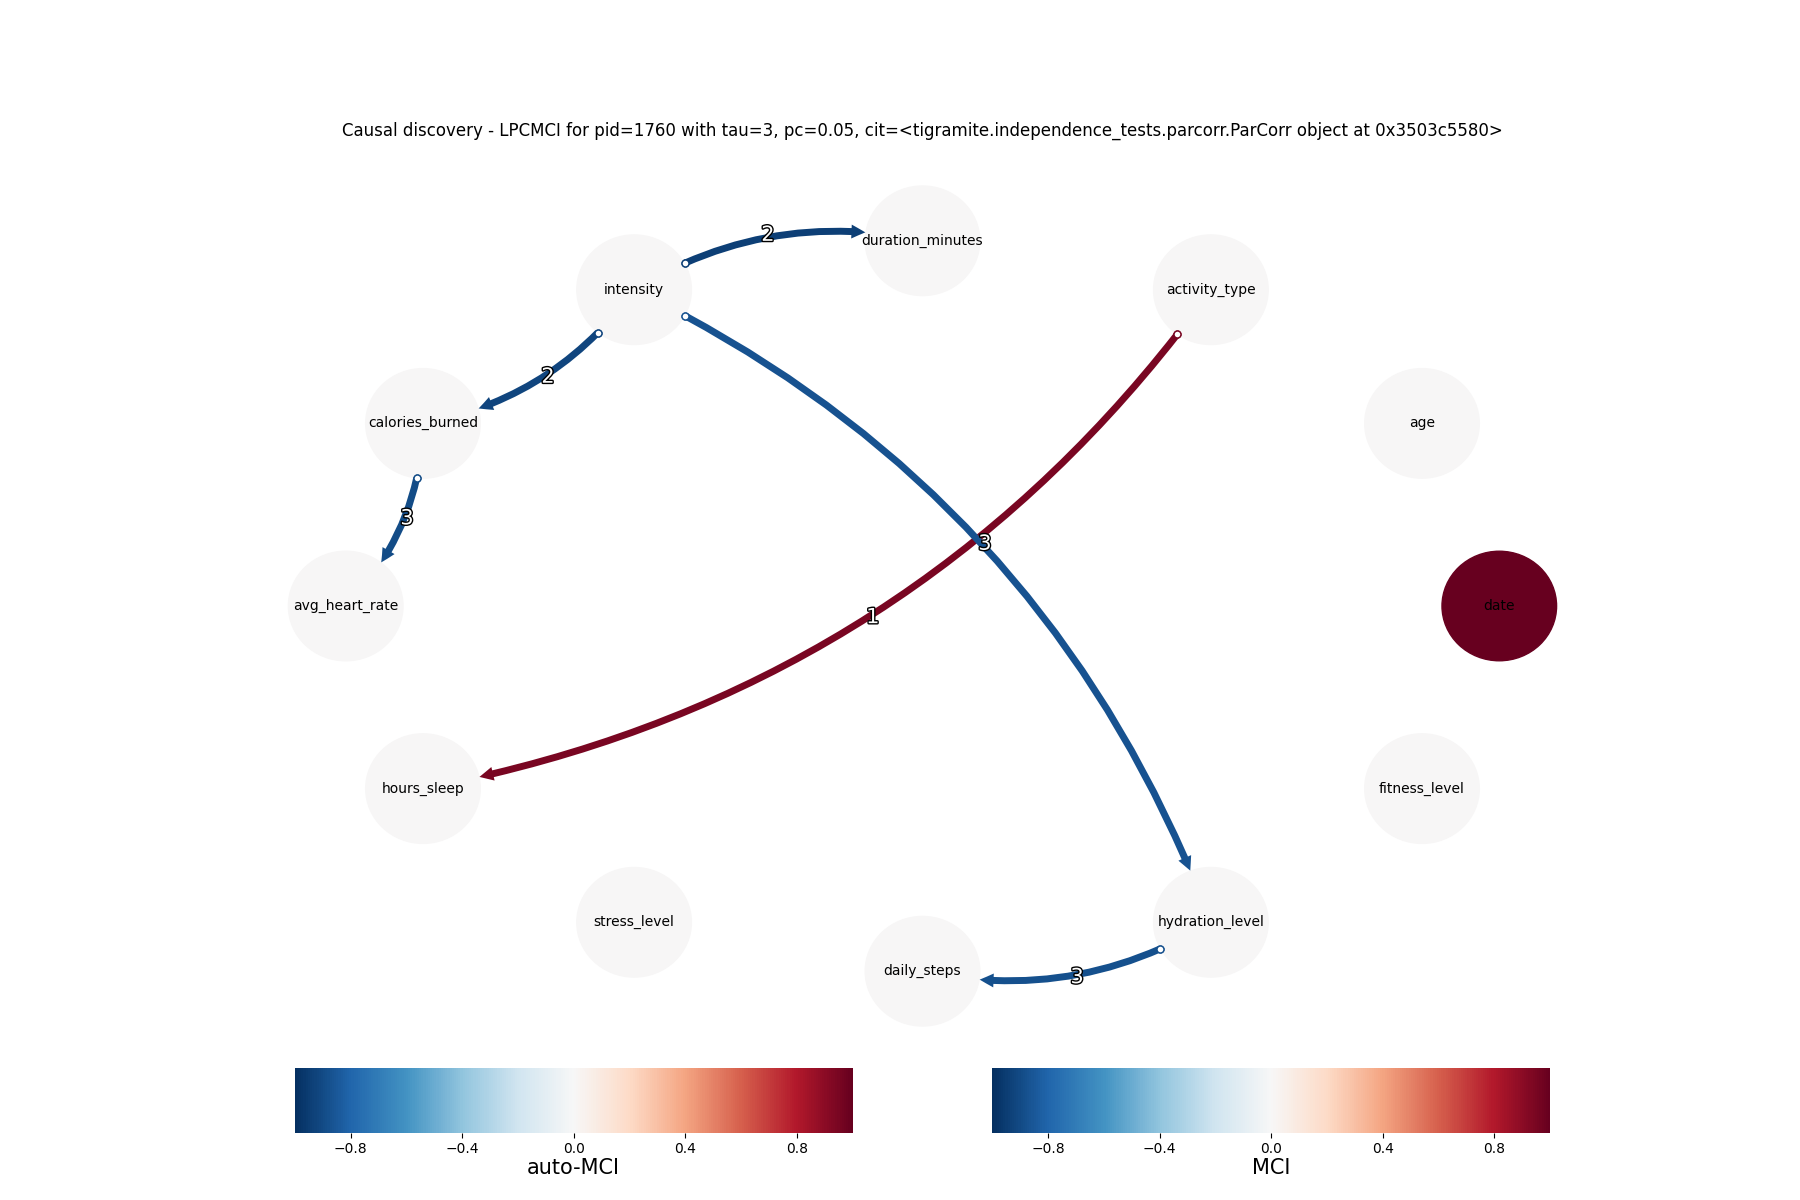 Causal discovery - LPCMCI for pid=1760 with tau=3, pc=0.05, cit=<tigramite.independence_tests.parcorr.ParCorr object at 0x3503c5580>
2
duration_minutes
intensity
activity_type
2
calories_burned
age
3
3
avg_heart_rate
date
1
hours_sleep
fitness_level
stress_level
hydration_level
daily_steps
3
−0.8 −0.4 0.0 0.4 0.8
auto-MCI
−0.8 −0.4 0.0 0.4 0.8
MCI